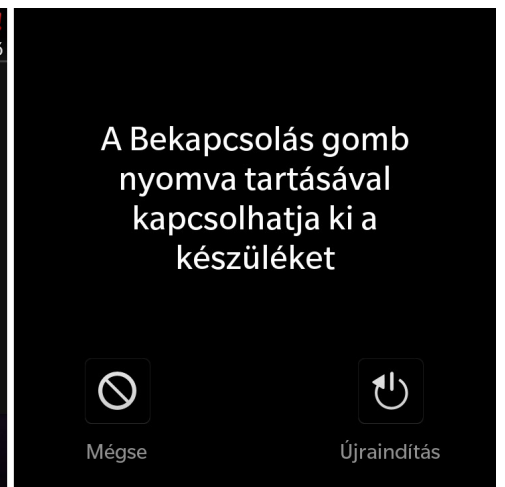 A Bekapcsolás gomb
nyomva tartásával
kapcsolhatja ki a
készüléket
Mégse
Újraindítás